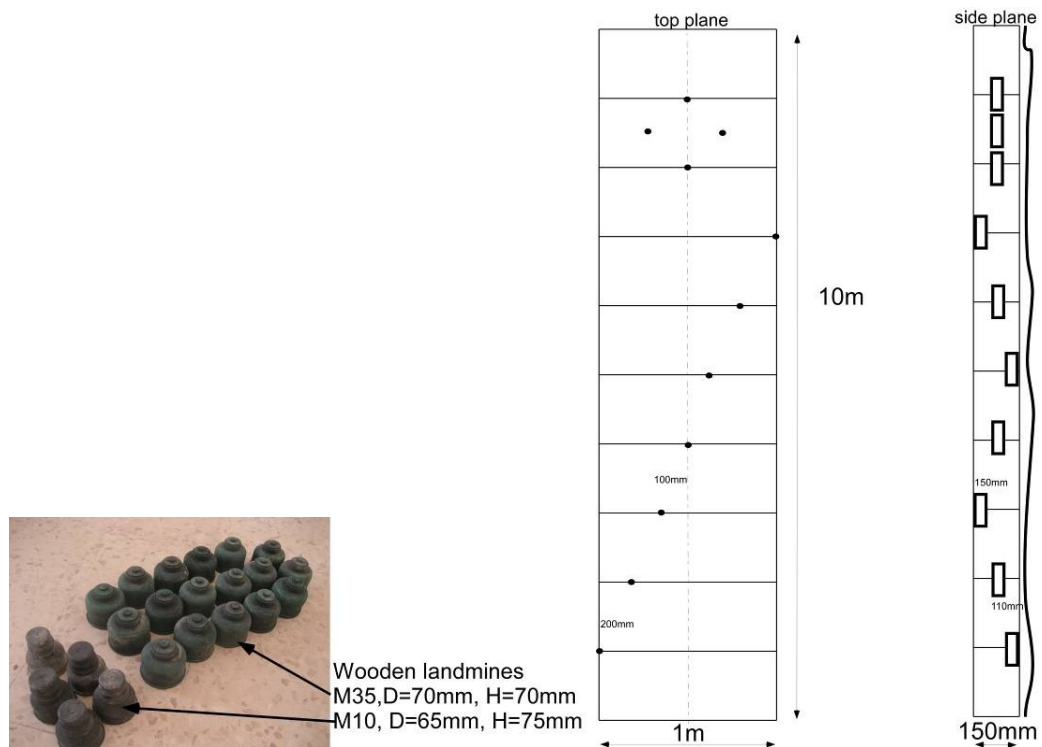 top plane
side plane
10m
100mm
150mm
110mm
200mm
Wooden landmines
M35,D=70mm, H=70mm
M10, D=65mm, H=75mm
1m
150mm